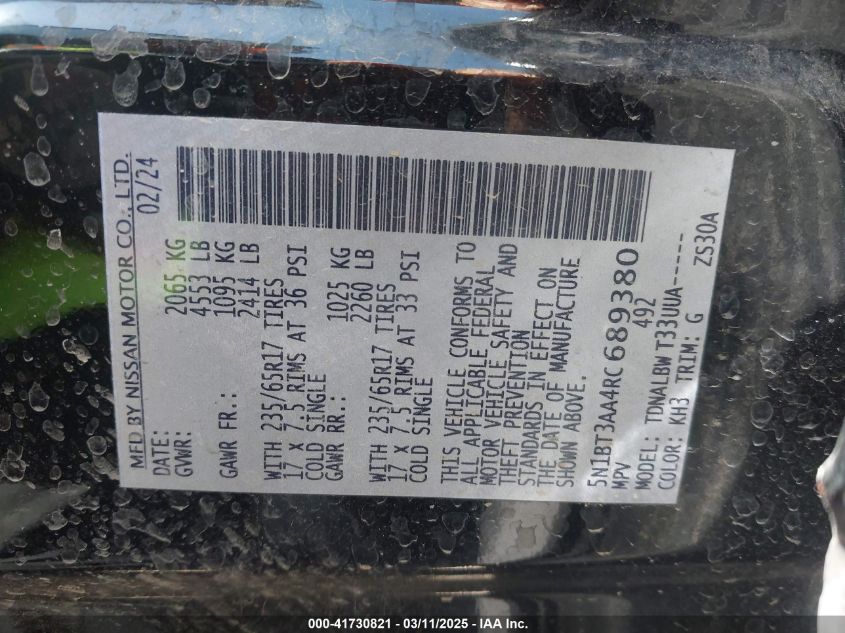 MFD BY NISSAN MOTOR CO., LTD.
DATE: 02/24
GVWR: 2065 KG
4553 LB
GAWR FR.: 1095 KG
2414 LB
WITH 235/65R17 TIRES
17 X 7.5 RIMS AT 36 PSI
COLD SINGLE
GAWR RR.: 1025 KG
2260 LB
WITH 235/65R17 TIRES
17 X 7.5 RIMS AT 33 PSI
COLD SINGLE
THIS VEHICLE CONFORMS TO
ALL APPLICABLE FEDERAL
MOTOR VEHICLE SAFETY AND
THEFT PREVENTION
STANDARDS IN EFFECT ON
THE DATE OF MANUFACTURE
SHOWN ABOVE.
5N1BT3AA4RC689380
MPV 492
MODEL: TDNALBW T33UUA-----
COLOR: KH3 TRIM: G ZS30A
000-41730821 - 03/11/2025 - IAA Inc.